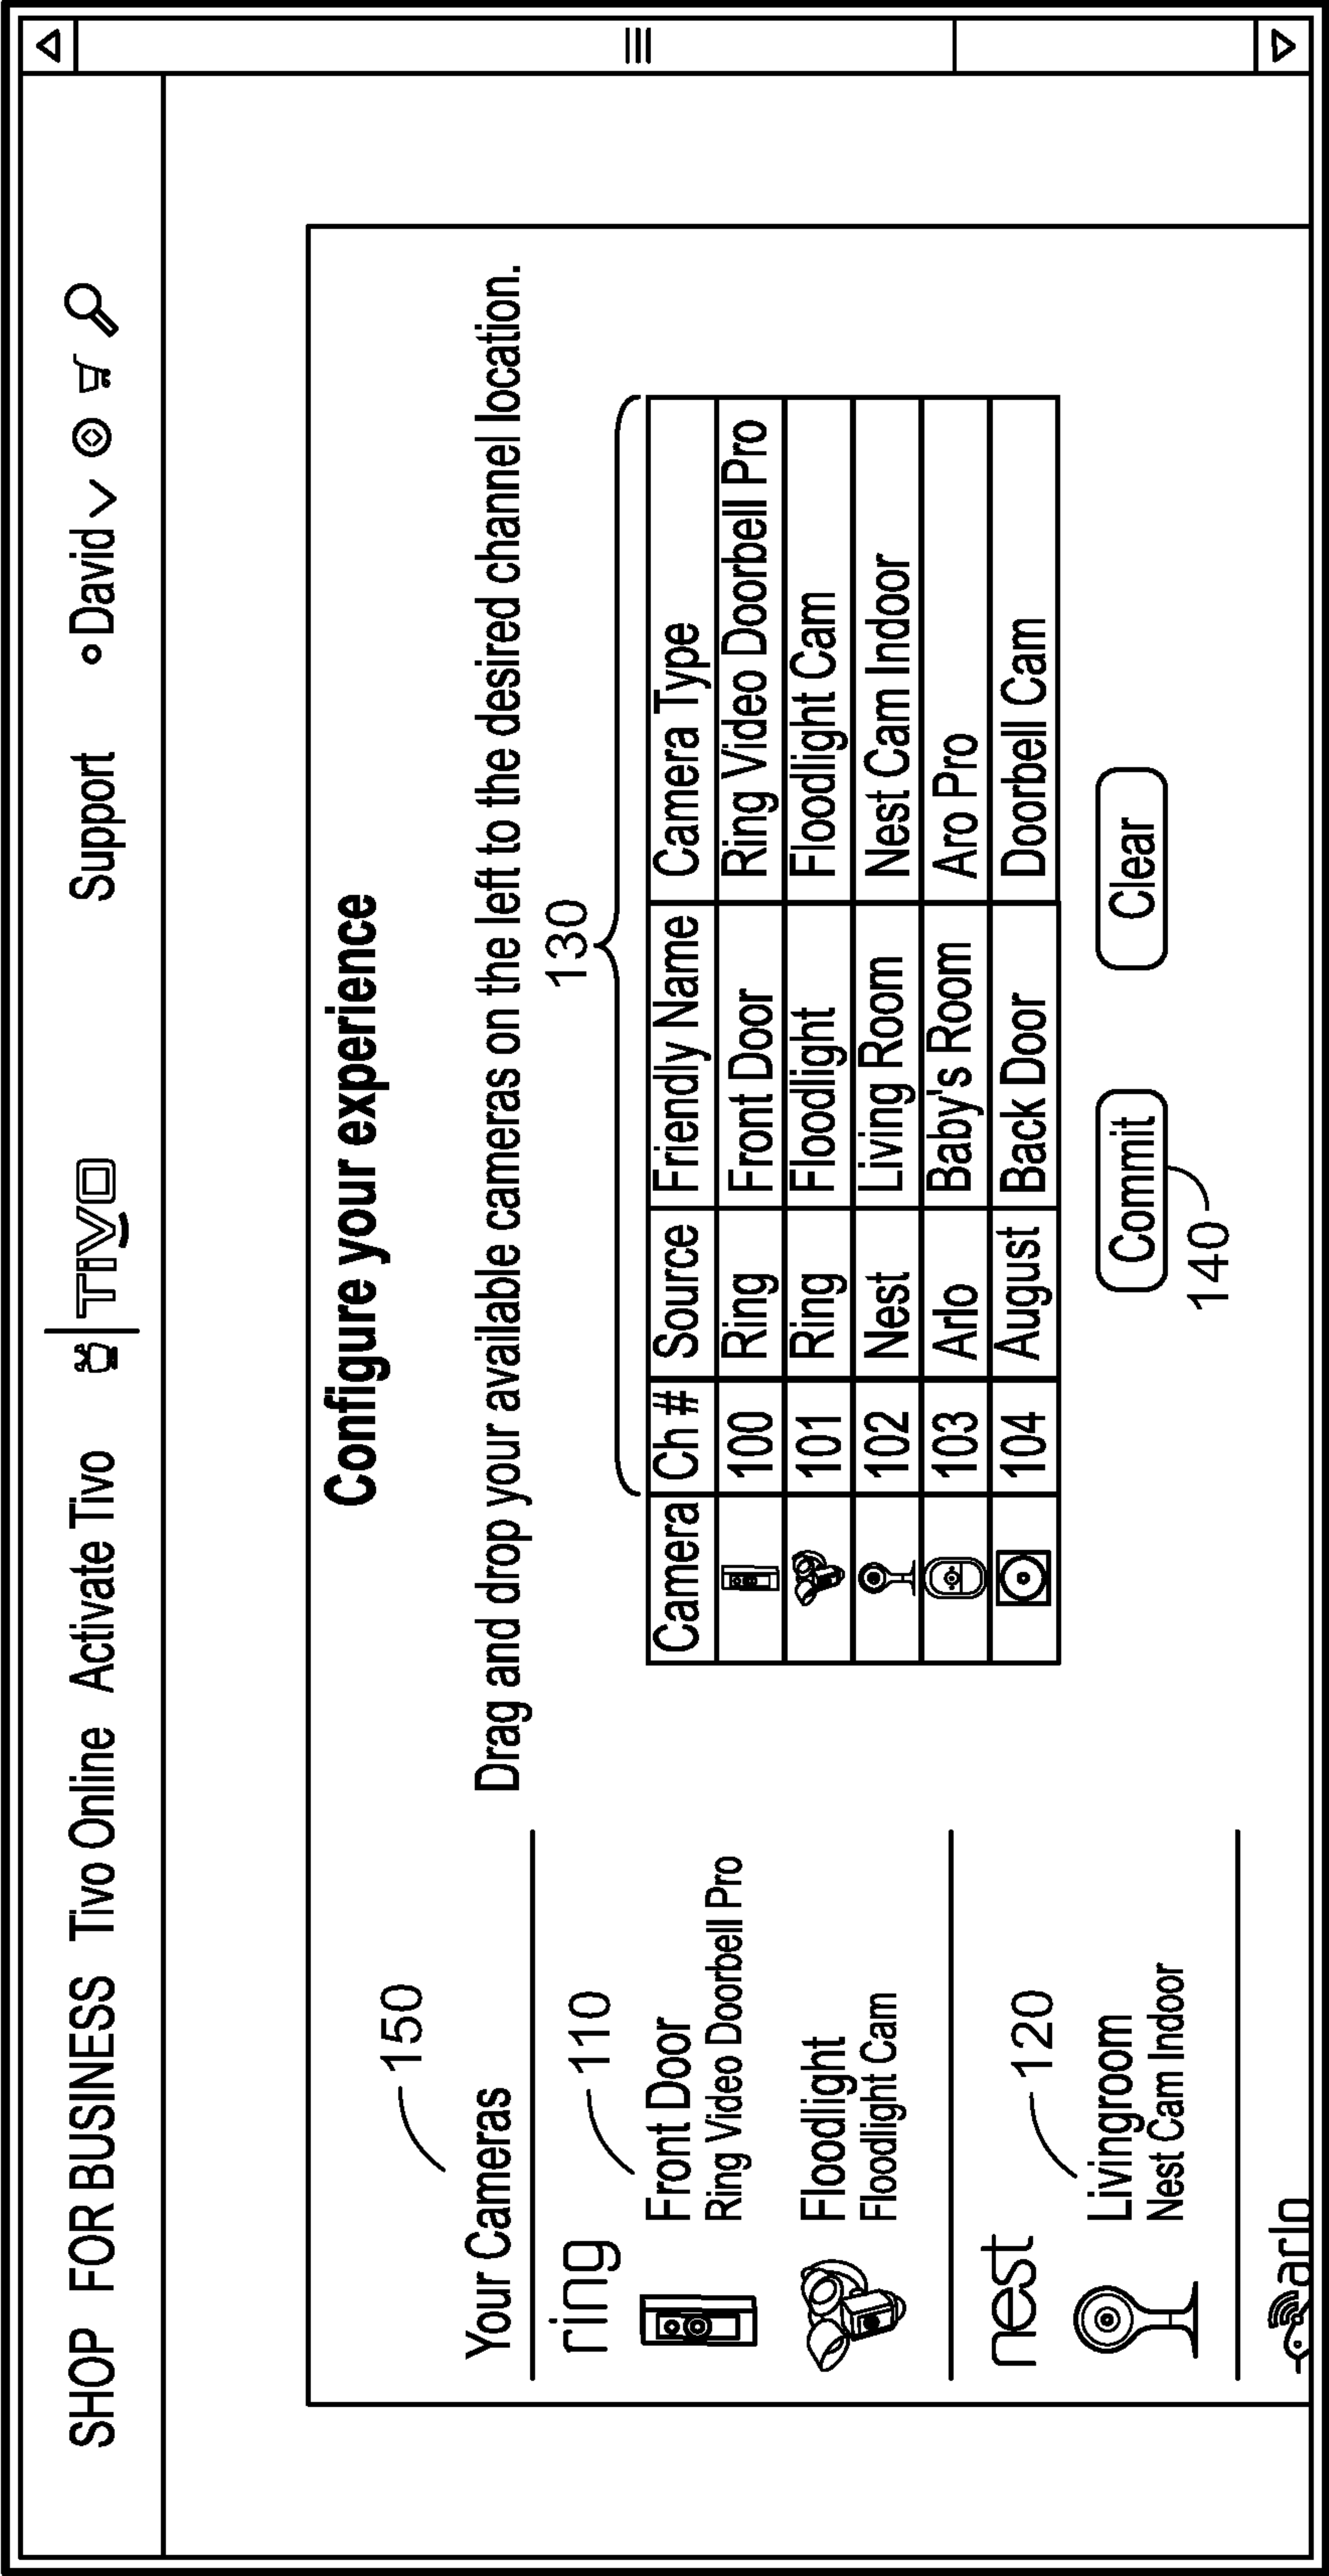 SHOP FOR BUSINESS Tivo Online Activate Tivo TIVO Support David
Configure your experience
150
Your Cameras
Drag and drop your available cameras on the left to the desired channel location.
ring
110
Front Door
Ring Video Doorbell Pro
Floodlight
Floodlight Cam
nest
120
Livingroom
Nest Cam Indoor
arlo
130
Camera Ch # Source Friendly Name Camera Type
100 Ring Front Door Ring Video Doorbell Pro
101 Ring Floodlight Floodlight Cam
102 Nest Living Room Nest Cam Indoor
103 Arlo Baby's Room Aro Pro
104 August Back Door Doorbell Cam
Commit Clear
140